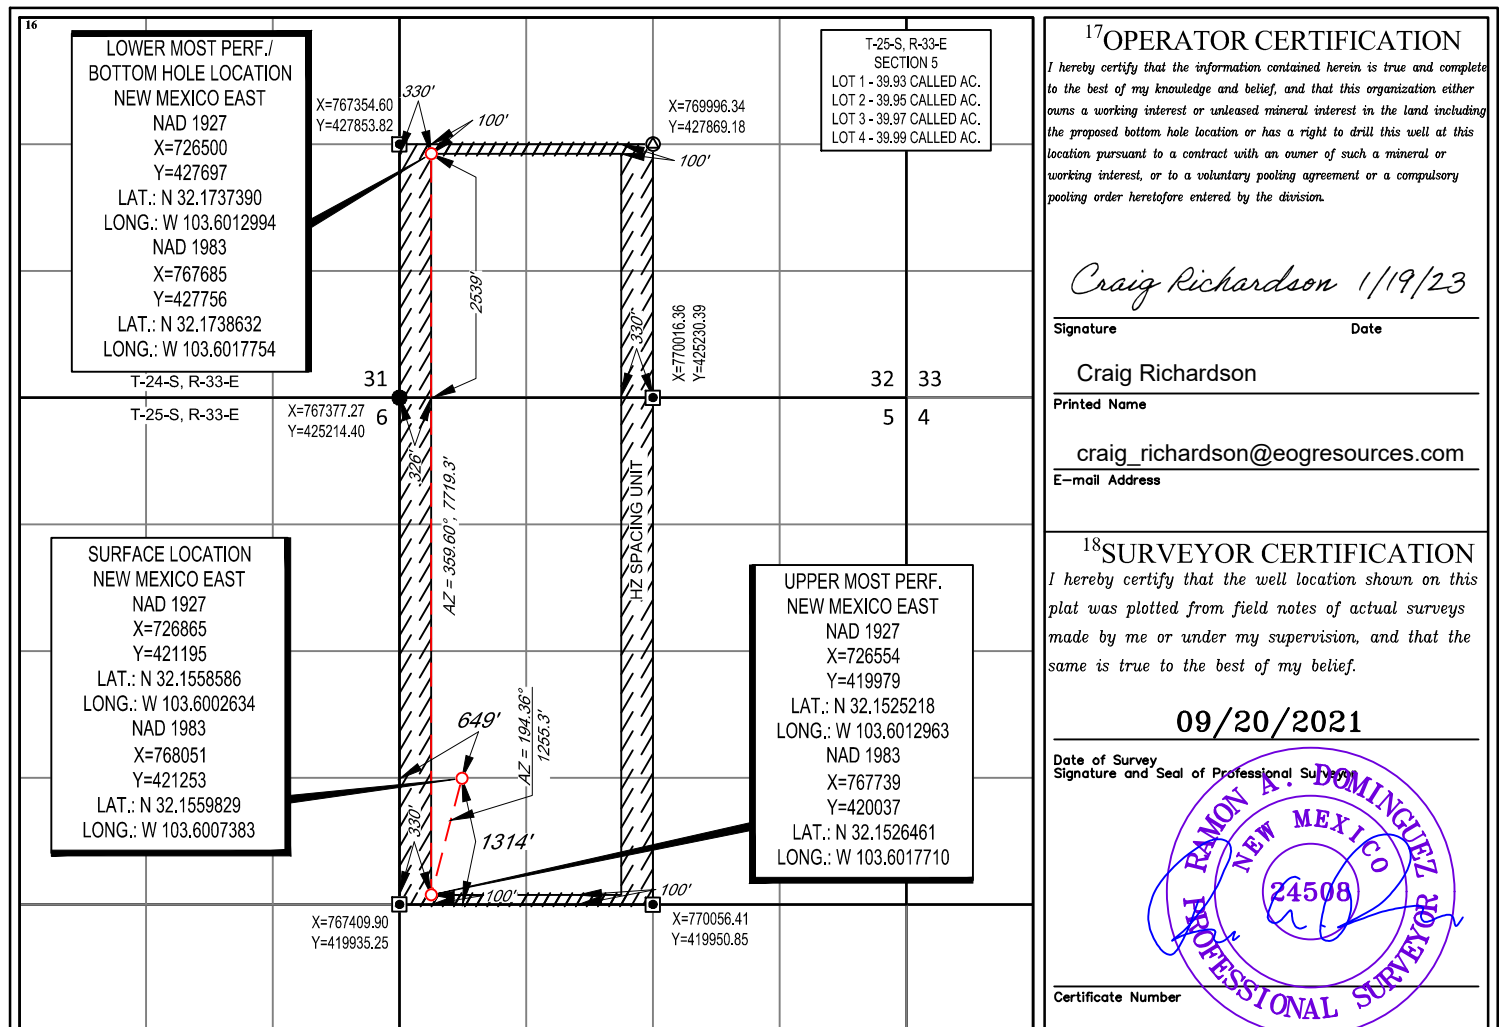 16
LOWER MOST PERF./
BOTTOM HOLE LOCATION
NEW MEXICO EAST
NAD 1927
X=726500
Y=427697
LAT.: N 32.1737390
LONG.: W 103.6012994
NAD 1983
X=767685
Y=427756
LAT.: N 32.1738632
LONG.: W 103.6017754
X=767354.60
Y=427853.82
330'
100'
X=769996.34
Y=427869.18
100'
T-25-S, R-33-E
SECTION 5
LOT 1 - 39.93 CALLED AC.
LOT 2 - 39.95 CALLED AC.
LOT 3 - 39.97 CALLED AC.
LOT 4 - 39.99 CALLED AC.
2539'
330'
X=770016.36
Y=425230.39
T-24-S, R-33-E
T-25-S, R-33-E
31
6
X=767377.27
Y=425214.40
32 33
5 4
326'
AZ = 359.60°, 7719.3'
HZ SPACING UNIT
SURFACE LOCATION
NEW MEXICO EAST
NAD 1927
X=726865
Y=421195
LAT.: N 32.1558586
LONG.: W 103.6002634
NAD 1983
X=768051
Y=421253
LAT.: N 32.1559829
LONG.: W 103.6007383
649'
AZ = 194.36°
1255.3'
330'
1314'
100'
100'
UPPER MOST PERF.
NEW MEXICO EAST
NAD 1927
X=726554
Y=419979
LAT.: N 32.1525218
LONG.: W 103.6012963
NAD 1983
X=767739
Y=420037
LAT.: N 32.1526461
LONG.: W 103.6017710
X=767409.90
Y=419935.25
X=770056.41
Y=419950.85
17OPERATOR CERTIFICATION
I hereby certify that the information contained herein is true and complete
to the best of my knowledge and belief, and that this organization either
owns a working interest or unleased mineral interest in the land including
the proposed bottom hole location or has a right to drill this well at this
location pursuant to a contract with an owner of such a mineral or
working interest, or to a voluntary pooling agreement or a compulsory
pooling order heretofore entered by the division.
Craig Richardson 1/19/23
Signature Date
Craig Richardson
Printed Name
craig_richardson@eogresources.com
E-mail Address
18SURVEYOR CERTIFICATION
I hereby certify that the well location shown on this
plat was plotted from field notes of actual surveys
made by me or under my supervision, and that the
same is true to the best of my belief.
09/20/2021
Date of Survey
Signature and Seal of Professional Surveyor
RAMON A. DOMINGUEZ
NEW MEXICO
24508
PROFESSIONAL SURVEYOR
Certificate Number